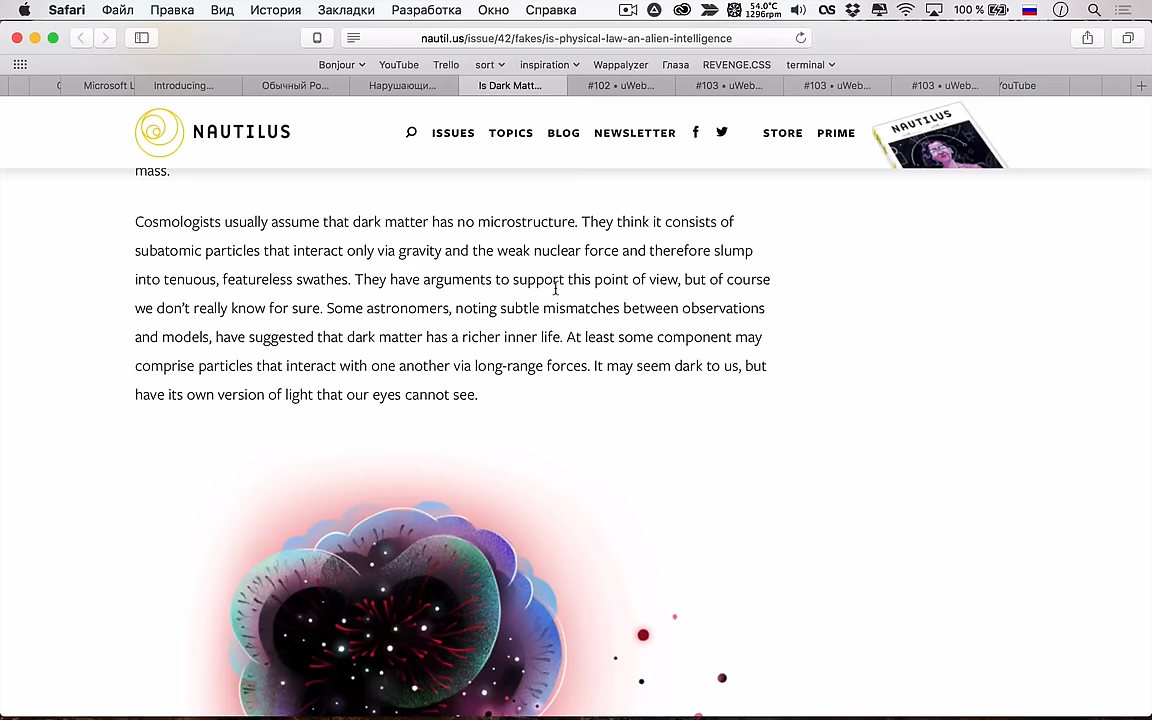 Safari Файл Правка Вид История Закладки Разработка Окно Справка 54.0°C 1296rpm 100 %
nautil.us/issue/42/fakes/is-physical-law-an-alien-intelligence
Bonjour YouTube Trello sort inspiration Wappalyzer Глаза REVENGE.CSS terminal
Microsoft L Introducing... Обычный Ро... Нарушающи... Is Dark Matt... #102 • uWeb... #103 • uWeb... #103 • uWeb... #103 • uWeb... YouTube
NAUTILUS ISSUES TOPICS BLOG NEWSLETTER STORE PRIME NAUTILUS
mass.
Cosmologists usually assume that dark matter has no microstructure. They think it consists of
subatomic particles that interact only via gravity and the weak nuclear force and therefore slump
into tenuous, featureless swathes. They have arguments to support this point of view, but of course
we don’t really know for sure. Some astronomers, noting subtle mismatches between observations
and models, have suggested that dark matter has a richer inner life. At least some component may
comprise particles that interact with one another via long-range forces. It may seem dark to us, but
have its own version of light that our eyes cannot see.